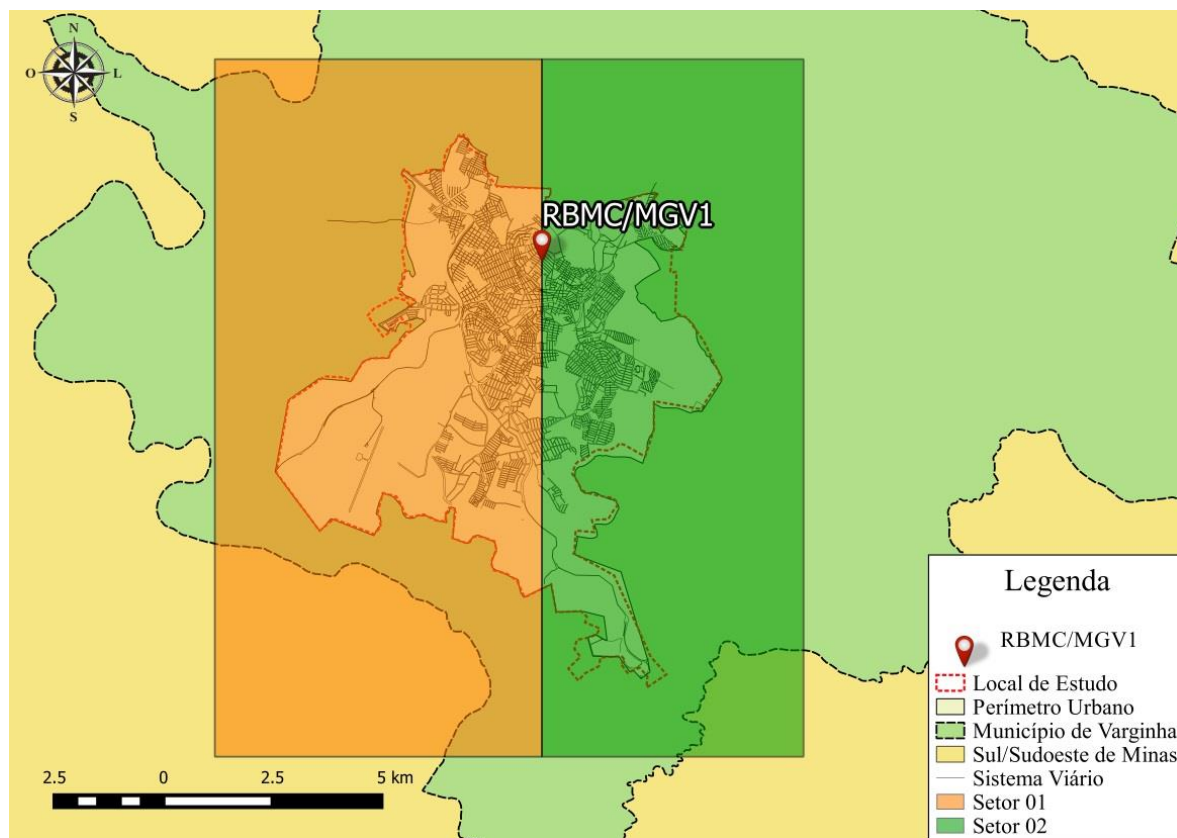 N
O L
S
RBMC/MGV1
2.5 0 2.5 5 km
Legenda
RBMC/MGV1
Local de Estudo
Perímetro Urbano
Município de Varginha
Sul/Sudoeste de Minas
Sistema Viário
Setor 01
Setor 02